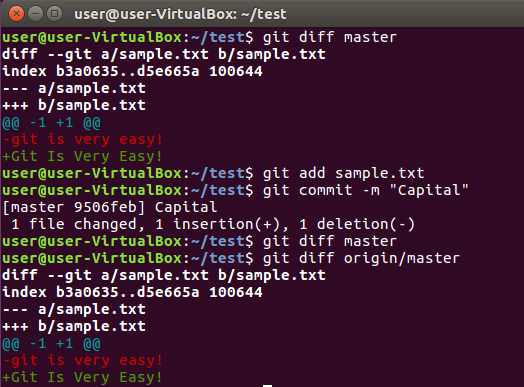 user@user-VirtualBox: ~/test
user@user-VirtualBox:~/test$ git diff master
diff --git a/sample.txt b/sample.txt
index b3a0635..d5e665a 100644
--- a/sample.txt
+++ b/sample.txt
@@ -1 +1 @@
-git is very easy!
+Git Is Very Easy!
user@user-VirtualBox:~/test$ git add sample.txt
user@user-VirtualBox:~/test$ git commit -m "Capital"
[master 9506feb] Capital
 1 file changed, 1 insertion(+), 1 deletion(-)
user@user-VirtualBox:~/test$ git diff master
user@user-VirtualBox:~/test$ git diff origin/master
diff --git a/sample.txt b/sample.txt
index b3a0635..d5e665a 100644
--- a/sample.txt
+++ b/sample.txt
@@ -1 +1 @@
-git is very easy!
+Git Is Very Easy!